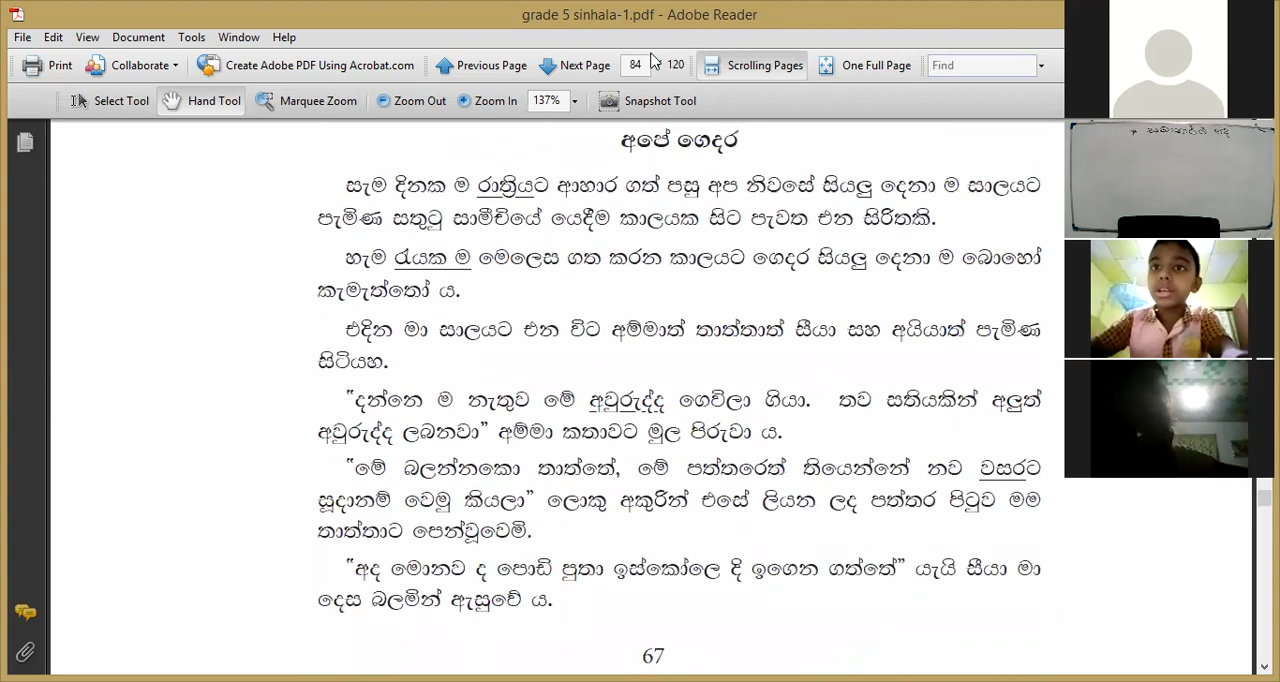 grade 5 sinhala-1.pdf - Adobe Reader
File Edit View Document Tools Window Help
Print Collaborate Create Adobe PDF Using Acrobat.com Previous Page Next Page 84 120 Scrolling Pages One Full Page Find
Select Tool Hand Tool Marquee Zoom Zoom Out Zoom In 137% Snapshot Tool
අපේ ගෙදර
සැම දිනක ම රාත්‍රියට ආහාර ගත් පසු අප නිවසේ සියලු දෙනා ම සාලයට
පැමිණ සතුටු සාමීචියේ යෙදීම කාලයක සිට පැවත එන සිරිතකි.
හැම රැයක ම මෙලෙස ගත කරන කාලයට ගෙදර සියලු දෙනා ම බොහෝ
කැමැත්තෝ ය.
එදින මා සාලයට එන විට අම්මාත් තාත්තාත් සීයා සහ අයියාත් පැමිණ
සිටියහ.
"දන්නෙ ම නැතුව මේ අවුරුද්ද ගෙවිලා ගියා. තව සතියකින් අලුත්
අවුරුද්ද ලබනවා" අම්මා කතාවට මුල පිරුවා ය.
"මේ බලන්නකො තාත්තේ, මේ පත්තරෙත් තියෙන්නේ නව වසරට
සූදානම් වෙමු කියලා" ලොකු අකුරින් එසේ ලියන ලද පත්තර පිටුව මම
තාත්තාට පෙන්වූවෙමි.
"අද මොනව ද පොඩි පුතා ඉස්කෝලෙ දි ඉගෙන ගත්තේ" යැයි සීයා මා
දෙස බලමින් ඇසුවේ ය.
67